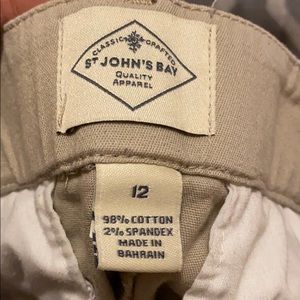 CLASSIC CRAFTED
ST JOHN'S BAY
QUALITY
APPAREL
12
98% COTTON
2% SPANDEX
MADE IN
BAHRAIN